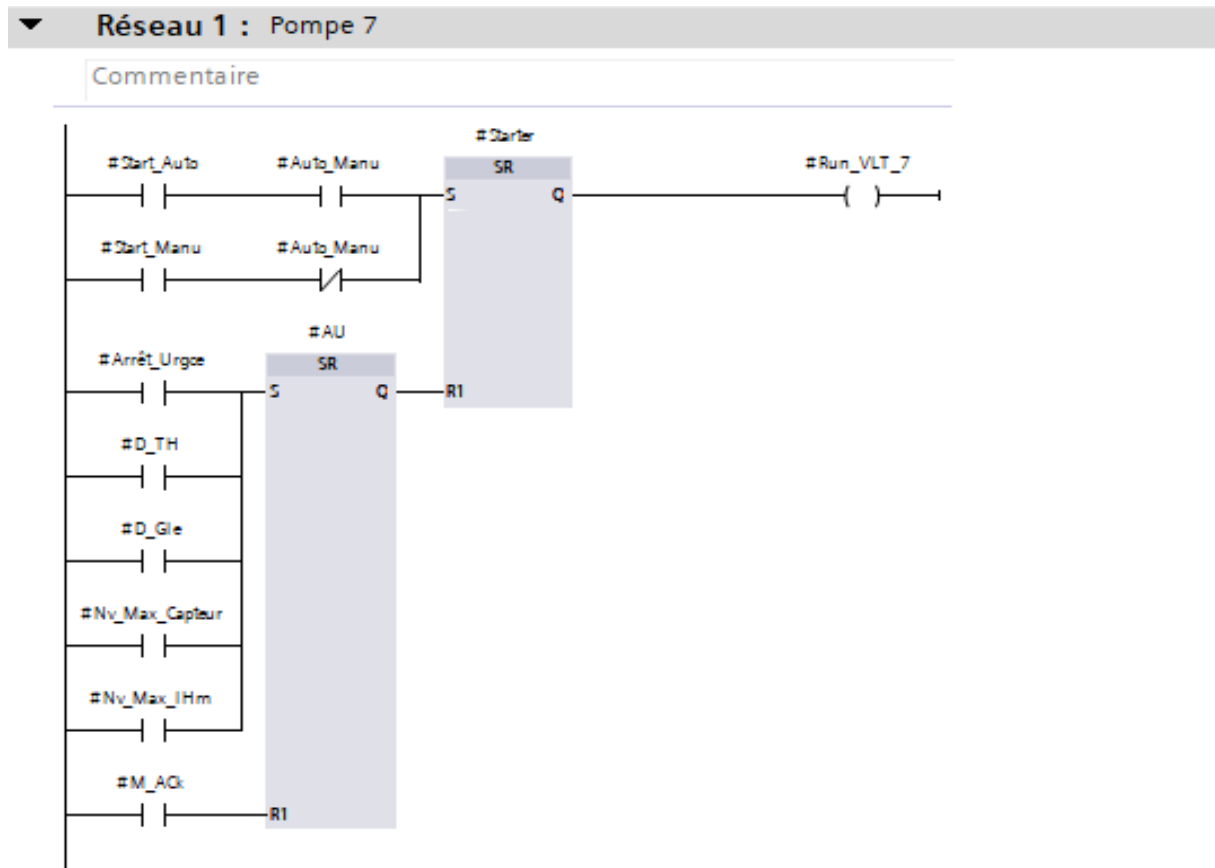 Réseau 1 : Pompe 7
Commentaire
#Starter
#Start_Auto #Auto_Manu SR #Run_VLT_7
S Q
#Start_Manu #Auto_Manu
#AU
#Arrêt_Urgce SR
S Q R1
#D_TH
#D_Gle
#Nv_Max_Capteur
#Nv_Max_IHm
#M_ACk
R1